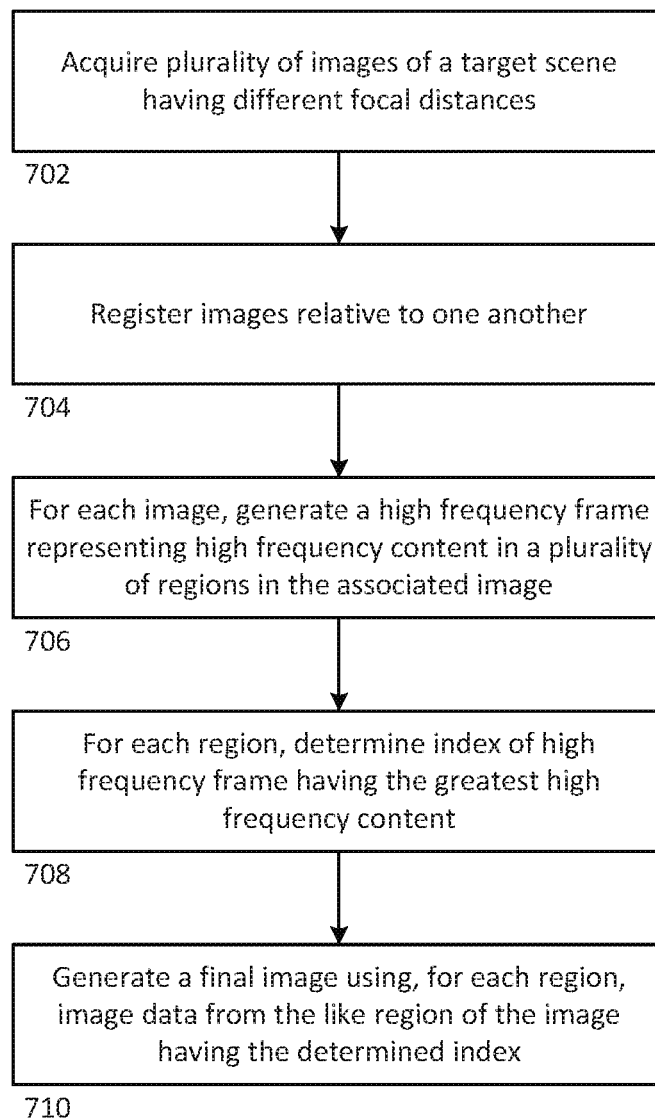 Acquire plurality of images of a target scene
having different focal distances
702
Register images relative to one another
704
For each image, generate a high frequency frame
representing high frequency content in a plurality
of regions in the associated image
706
For each region, determine index of high
frequency frame having the greatest high
frequency content
708
Generate a final image using, for each region,
image data from the like region of the image
having the determined index
710